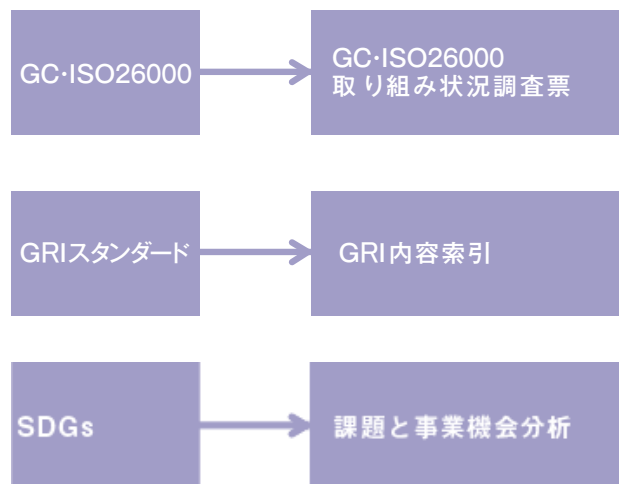 GC・ISO26000
GC・ISO26000
取り組み状況調査票
GRIスタンダード
GRI内容索引
SDGs
課題と事業機会分析